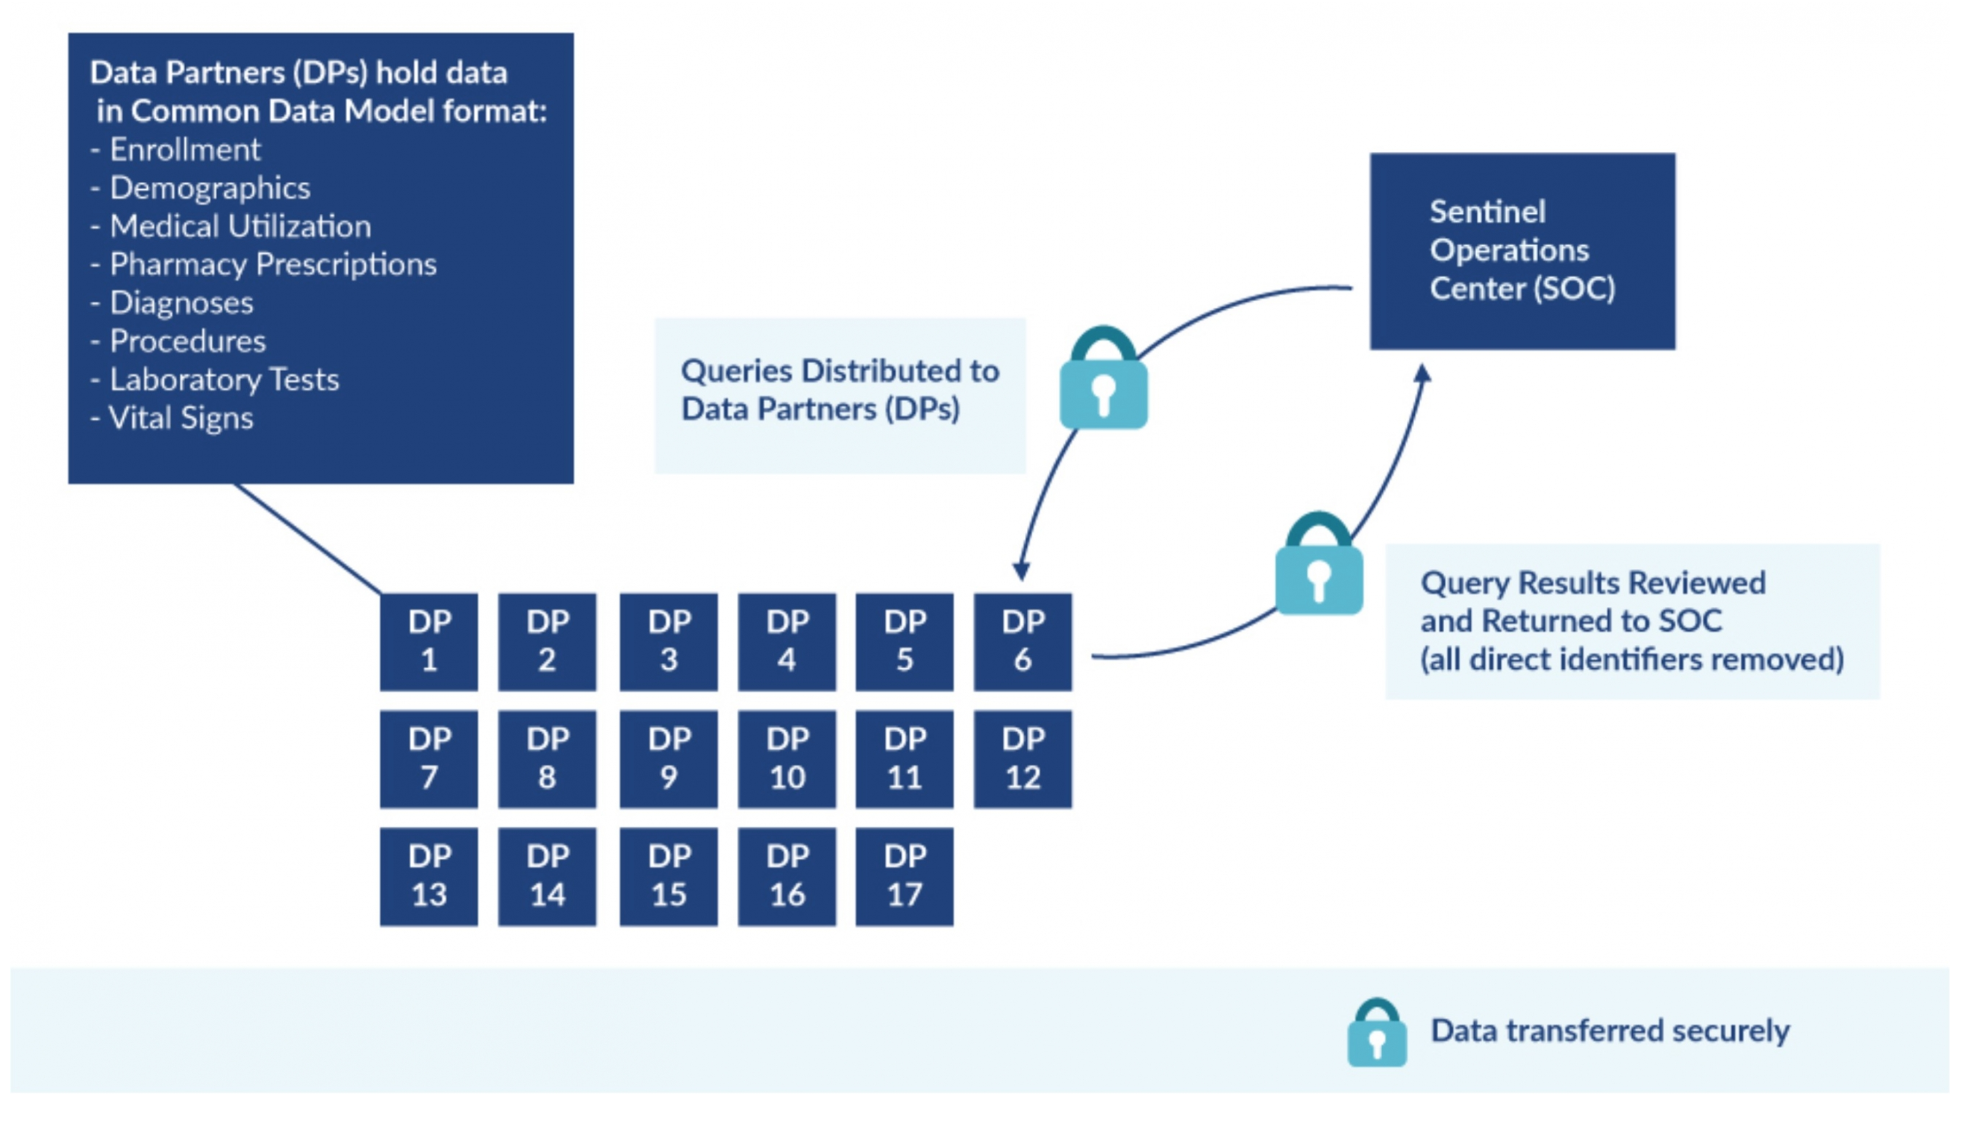 Data Partners (DPs) hold data
in Common Data Model format:
- Enrollment
- Demographics
- Medical Utilization
- Pharmacy Prescriptions
- Diagnoses
- Procedures
- Laboratory Tests
- Vital Signs
Sentinel
Operations
Center (SOC)
Queries Distributed to
Data Partners (DPs)
Query Results Reviewed
and Returned to SOC
(all direct identifiers removed)
DP
1
DP
2
DP
3
DP
4
DP
5
DP
6
DP
7
DP
8
DP
9
DP
10
DP
11
DP
12
DP
13
DP
14
DP
15
DP
16
DP
17
Data transferred securely